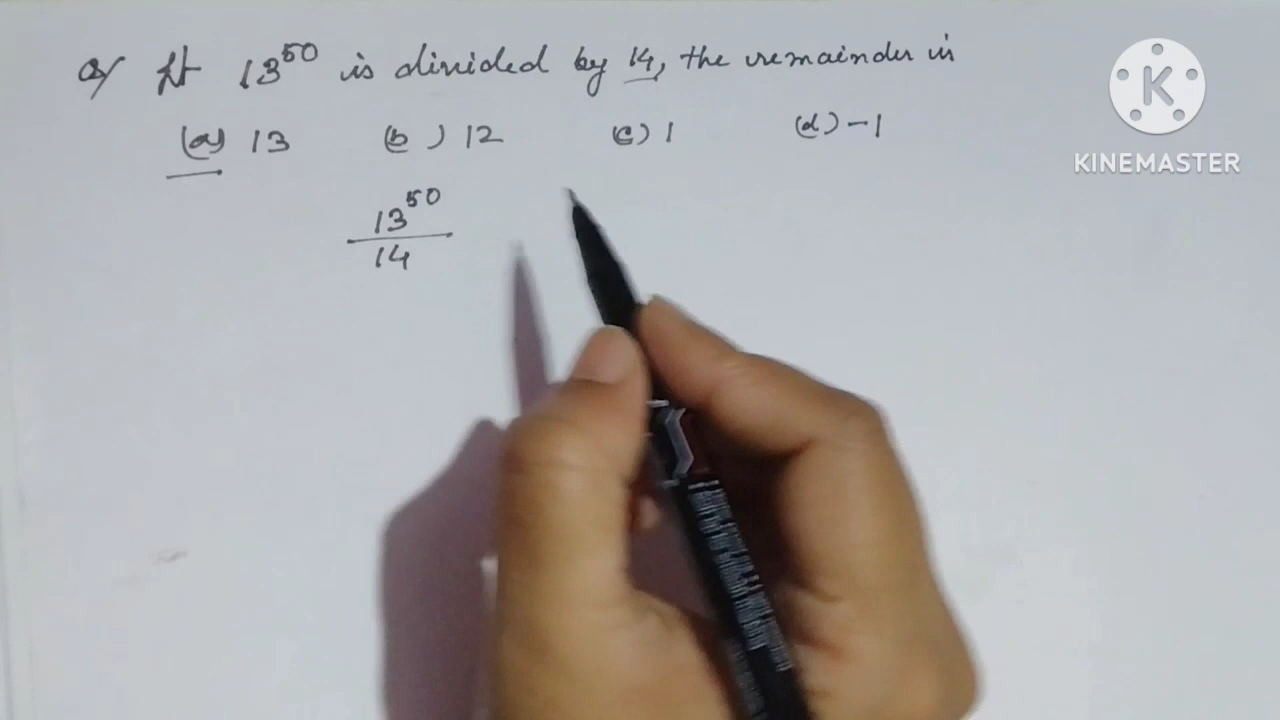 Q/ If 13^50 is divided by 14, the remainder is
(a) 13 (b) 12 (c) 1 (d) -1
13^50
14
K
KINEMASTER